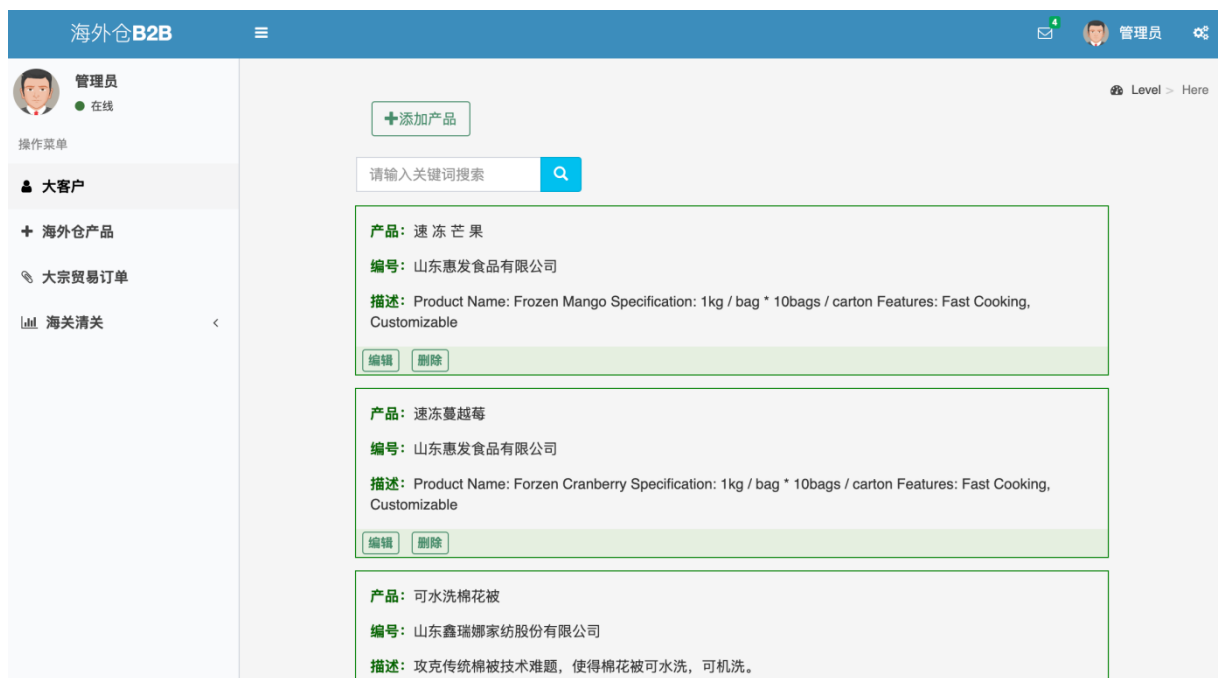 海外仓B2B
4
管理员
管理员
在线
Level > Here
操作菜单
大客户
海外仓产品
大宗贸易订单
海关清关
添加产品
请输入关键词搜索
产品：速 冻 芒 果
编号：山东惠发食品有限公司
描述：Product Name: Frozen Mango Specification: 1kg / bag * 10bags / carton Features: Fast Cooking,
Customizable
编辑 删除
产品：速冻蔓越莓
编号：山东惠发食品有限公司
描述：Product Name: Forzen Cranberry Specification: 1kg / bag * 10bags / carton Features: Fast Cooking,
Customizable
编辑 删除
产品：可水洗棉花被
编号：山东鑫瑞娜家纺股份有限公司
描述：攻克传统棉被技术难题，使得棉花被可水洗，可机洗。